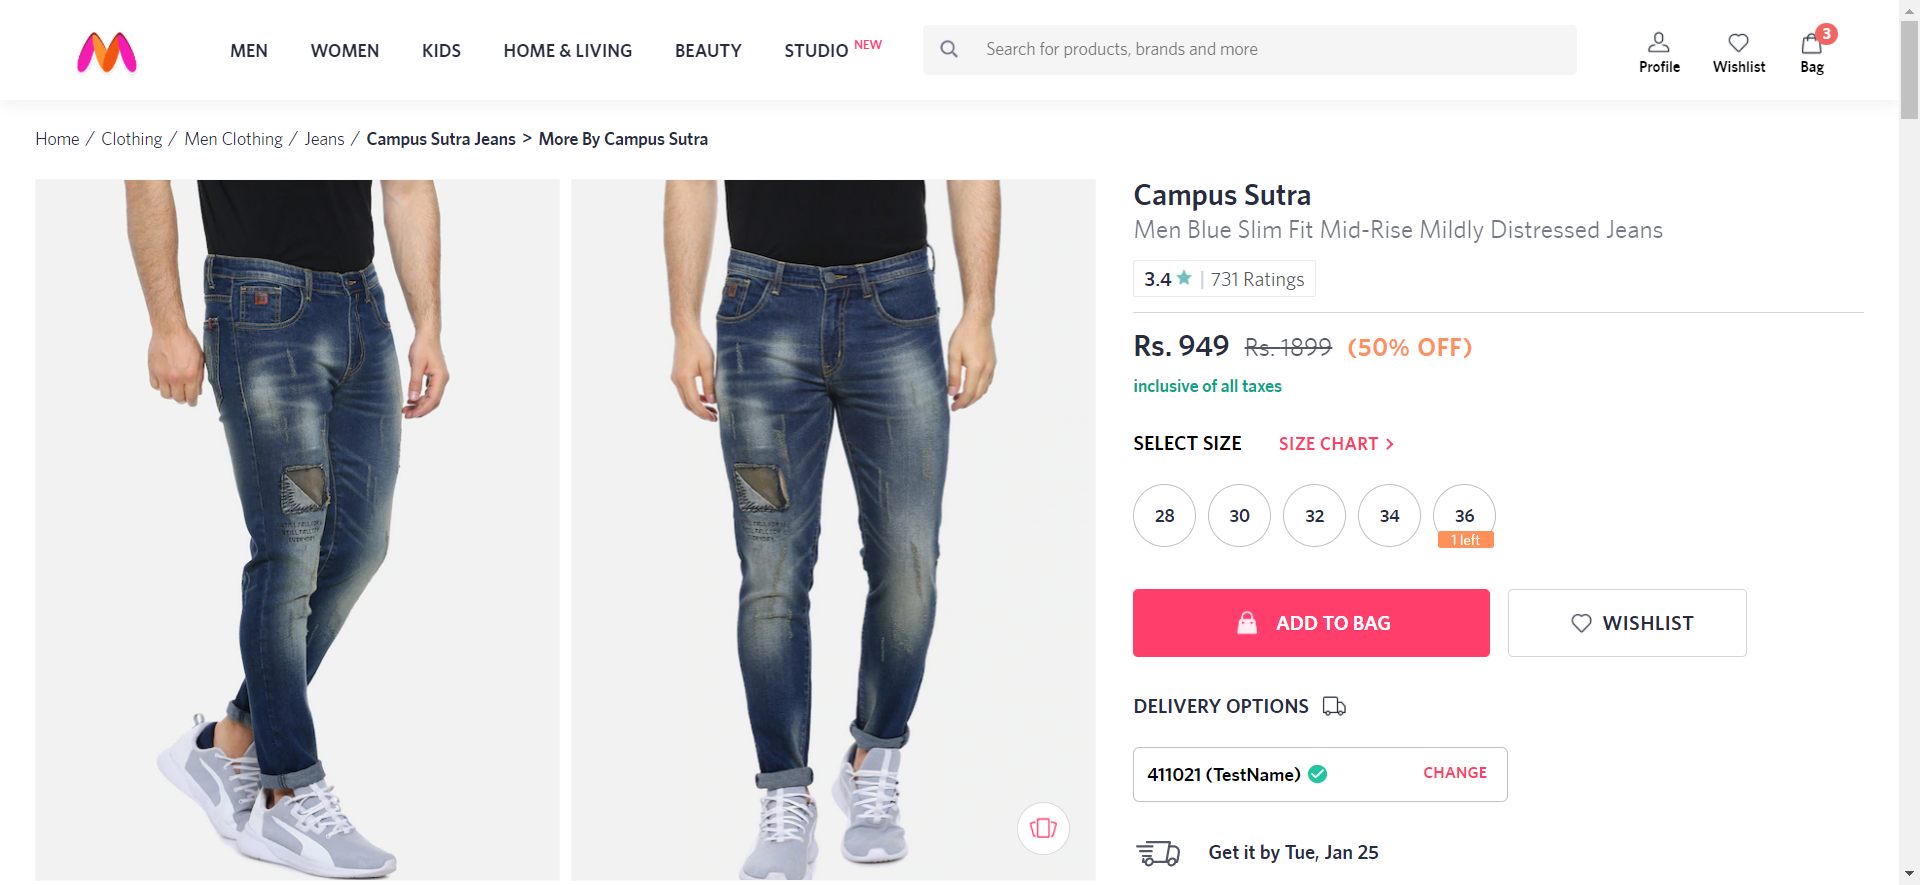 MEN WOMEN KIDS HOME & LIVING BEAUTY STUDIO NEW
Search for products, brands and more
Profile Wishlist Bag 3
Home / Clothing / Men Clothing / Jeans / Campus Sutra Jeans > More By Campus Sutra
Campus Sutra
Men Blue Slim Fit Mid-Rise Mildly Distressed Jeans
3.4 ★ | 731 Ratings
Rs. 949 Rs. 1899 (50% OFF)
inclusive of all taxes
SELECT SIZE SIZE CHART >
28 30 32 34 36
1 left
ADD TO BAG WISHLIST
DELIVERY OPTIONS
411021 (TestName) CHANGE
Get it by Tue, Jan 25